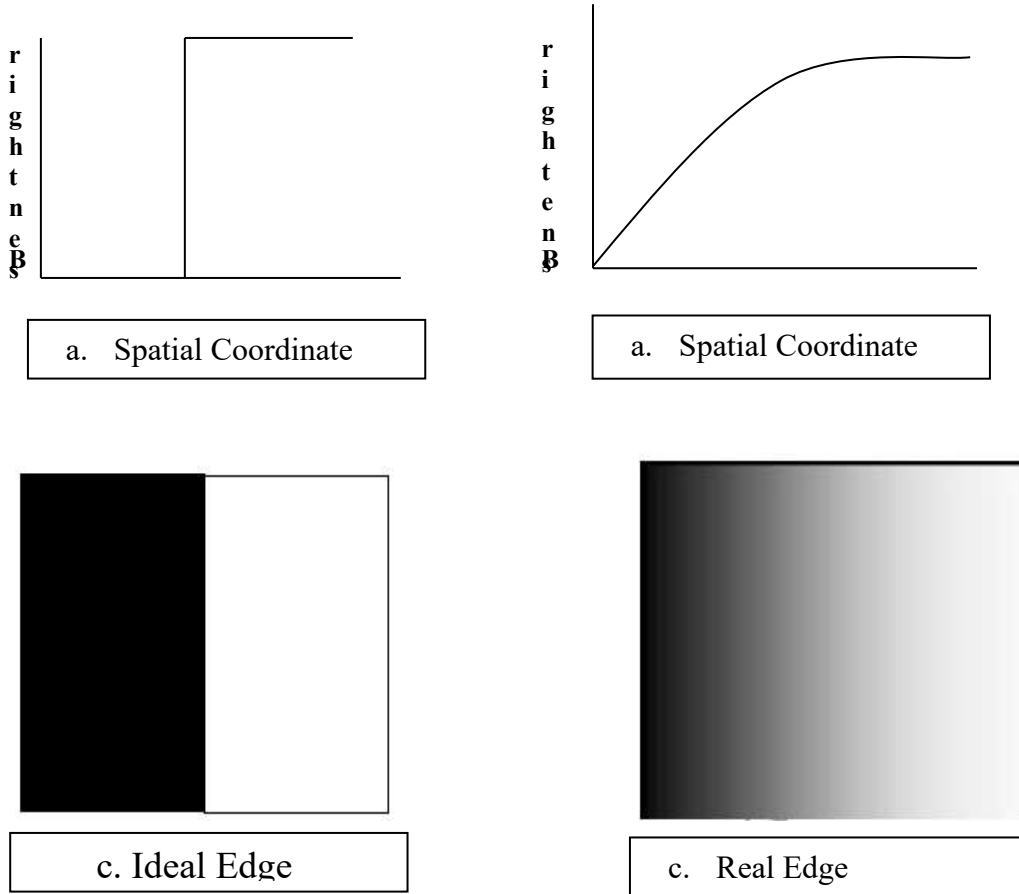 B
r
i
g
h
t
n
e
s
B
r
i
g
h
t
e
n
s
a. Spatial Coordinate
a. Spatial Coordinate
c. Ideal Edge
c. Real Edge